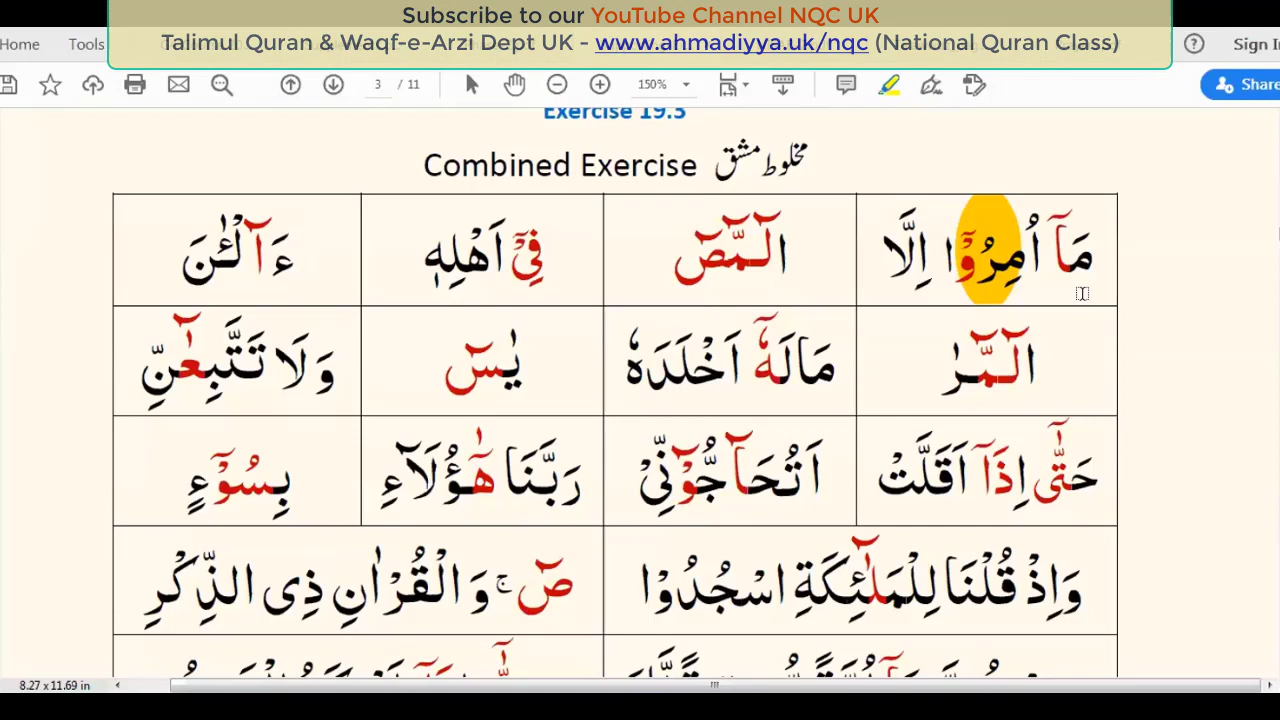 Subscribe to our YouTube Channel NQC UK
Talimul Quran & Waqf-e-Arzi Dept UK - www.ahmadiyya.uk/nqc (National Quran Class)
Home Tools Sign In
3 / 11 150% Share
Exercise 19.3
Combined Exercise مخلوط مشق
مَآ اُمِرُوْٓا اِلَّا
الٓمّٓصٓ
فِيْٓ اَهْلِهٖ
ءَآلْـٰٔنَ
الٓمّٓرٰ
مَالَهٗٓ اَخْلَدَهٗ
يٰسٓ
وَلَا تَتَّبِعٰٓنِّ
حَتّٰٓى اِذَآ اَقَلَّتْ
اَتُحَآجُّوْٓنِّيْ
رَبَّنَا هٰٓؤُلَآءِ
بِسُوْٓءٍ
وَاِذْ قُلْنَا لِلْمَلٰٓئِكَةِ اسْجُدُوْا
صٓ ۚ وَالْقُرْاٰنِ ذِى الذِّكْرِ
8.27 x 11.69 in